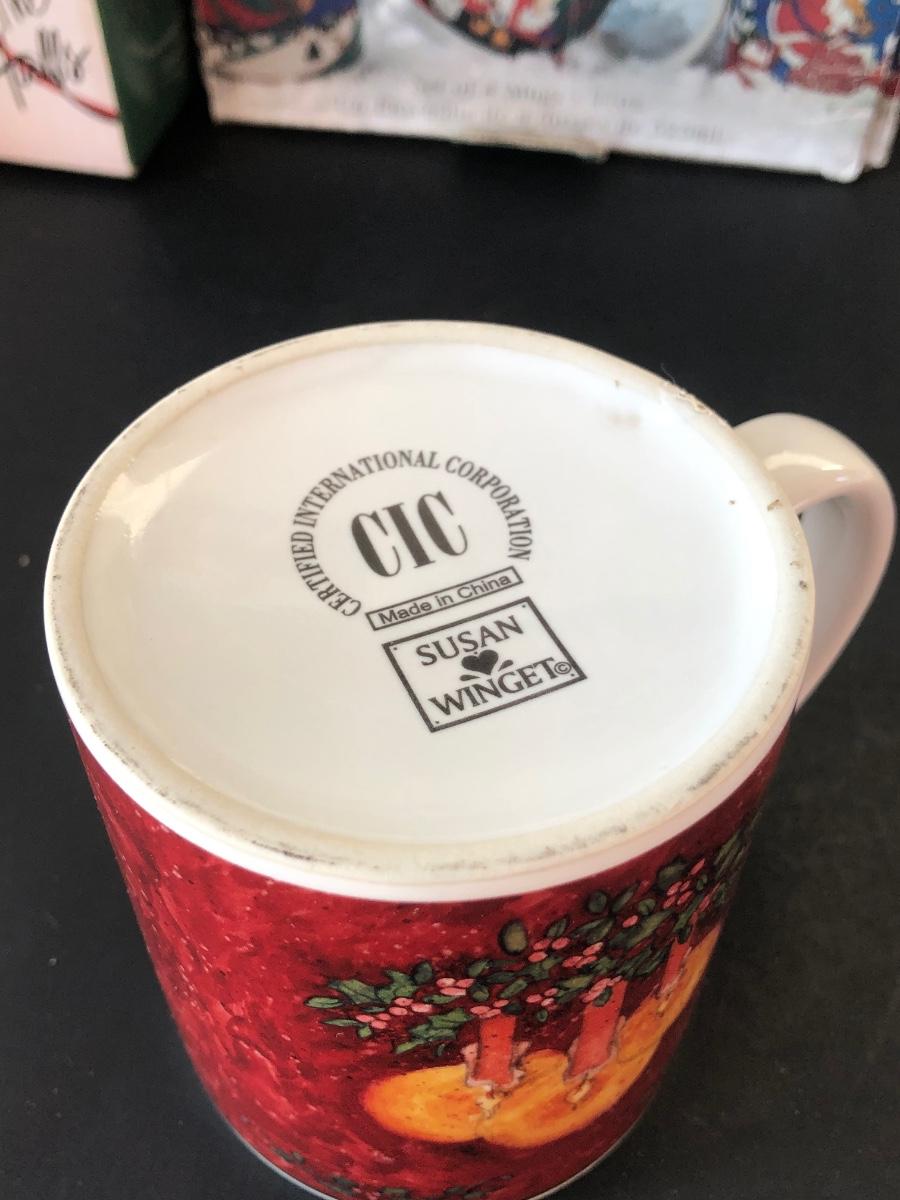 CERTIFIED INTERNATIONAL CORPORATION
CIC
Made in China
SUSAN
WINGET©